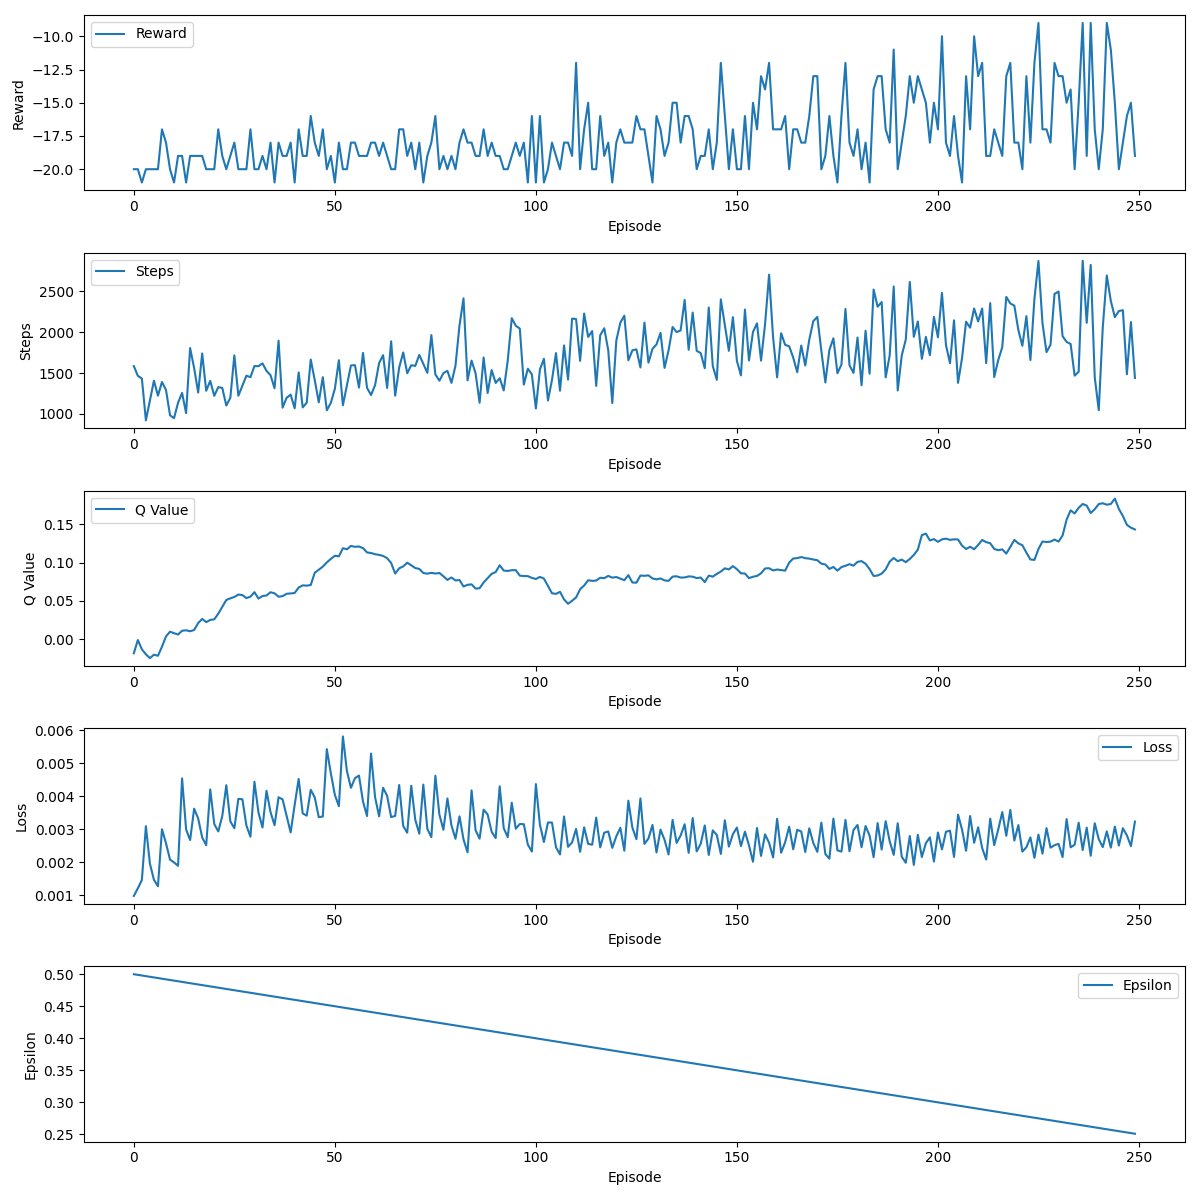 Reward
−10.0
−12.5
−15.0
−17.5
−20.0
Reward
0 50 100 150 200 250
Episode
Steps
2500
2000
1500
1000
Steps
0 50 100 150 200 250
Episode
Q Value
0.15
0.10
0.05
0.00
Q Value
0 50 100 150 200 250
Episode
Loss
0.006
0.005
0.004
0.003
0.002
0.001
Loss
0 50 100 150 200 250
Episode
Epsilon
0.50
0.45
0.40
0.35
0.30
0.25
Epsilon
0 50 100 150 200 250
Episode